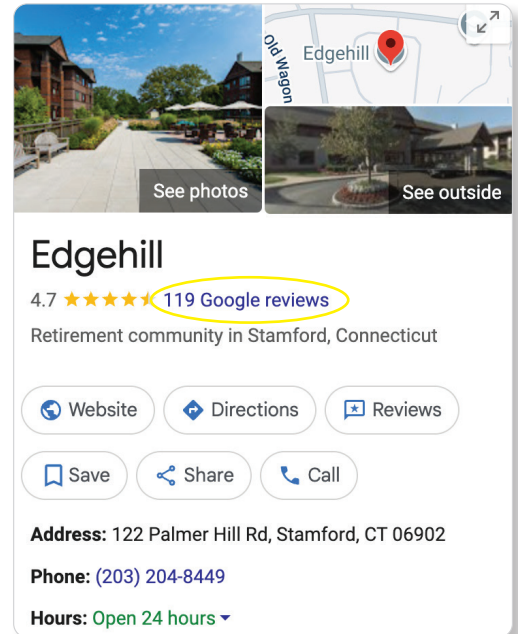 Old Wagon
Edgehill
See photos
See outside
Edgehill
4.7
119 Google reviews
Retirement community in Stamford, Connecticut
Website
Directions
Reviews
Save
Share
Call
Address: 122 Palmer Hill Rd, Stamford, CT 06902
Phone: (203) 204-8449
Hours: Open 24 hours